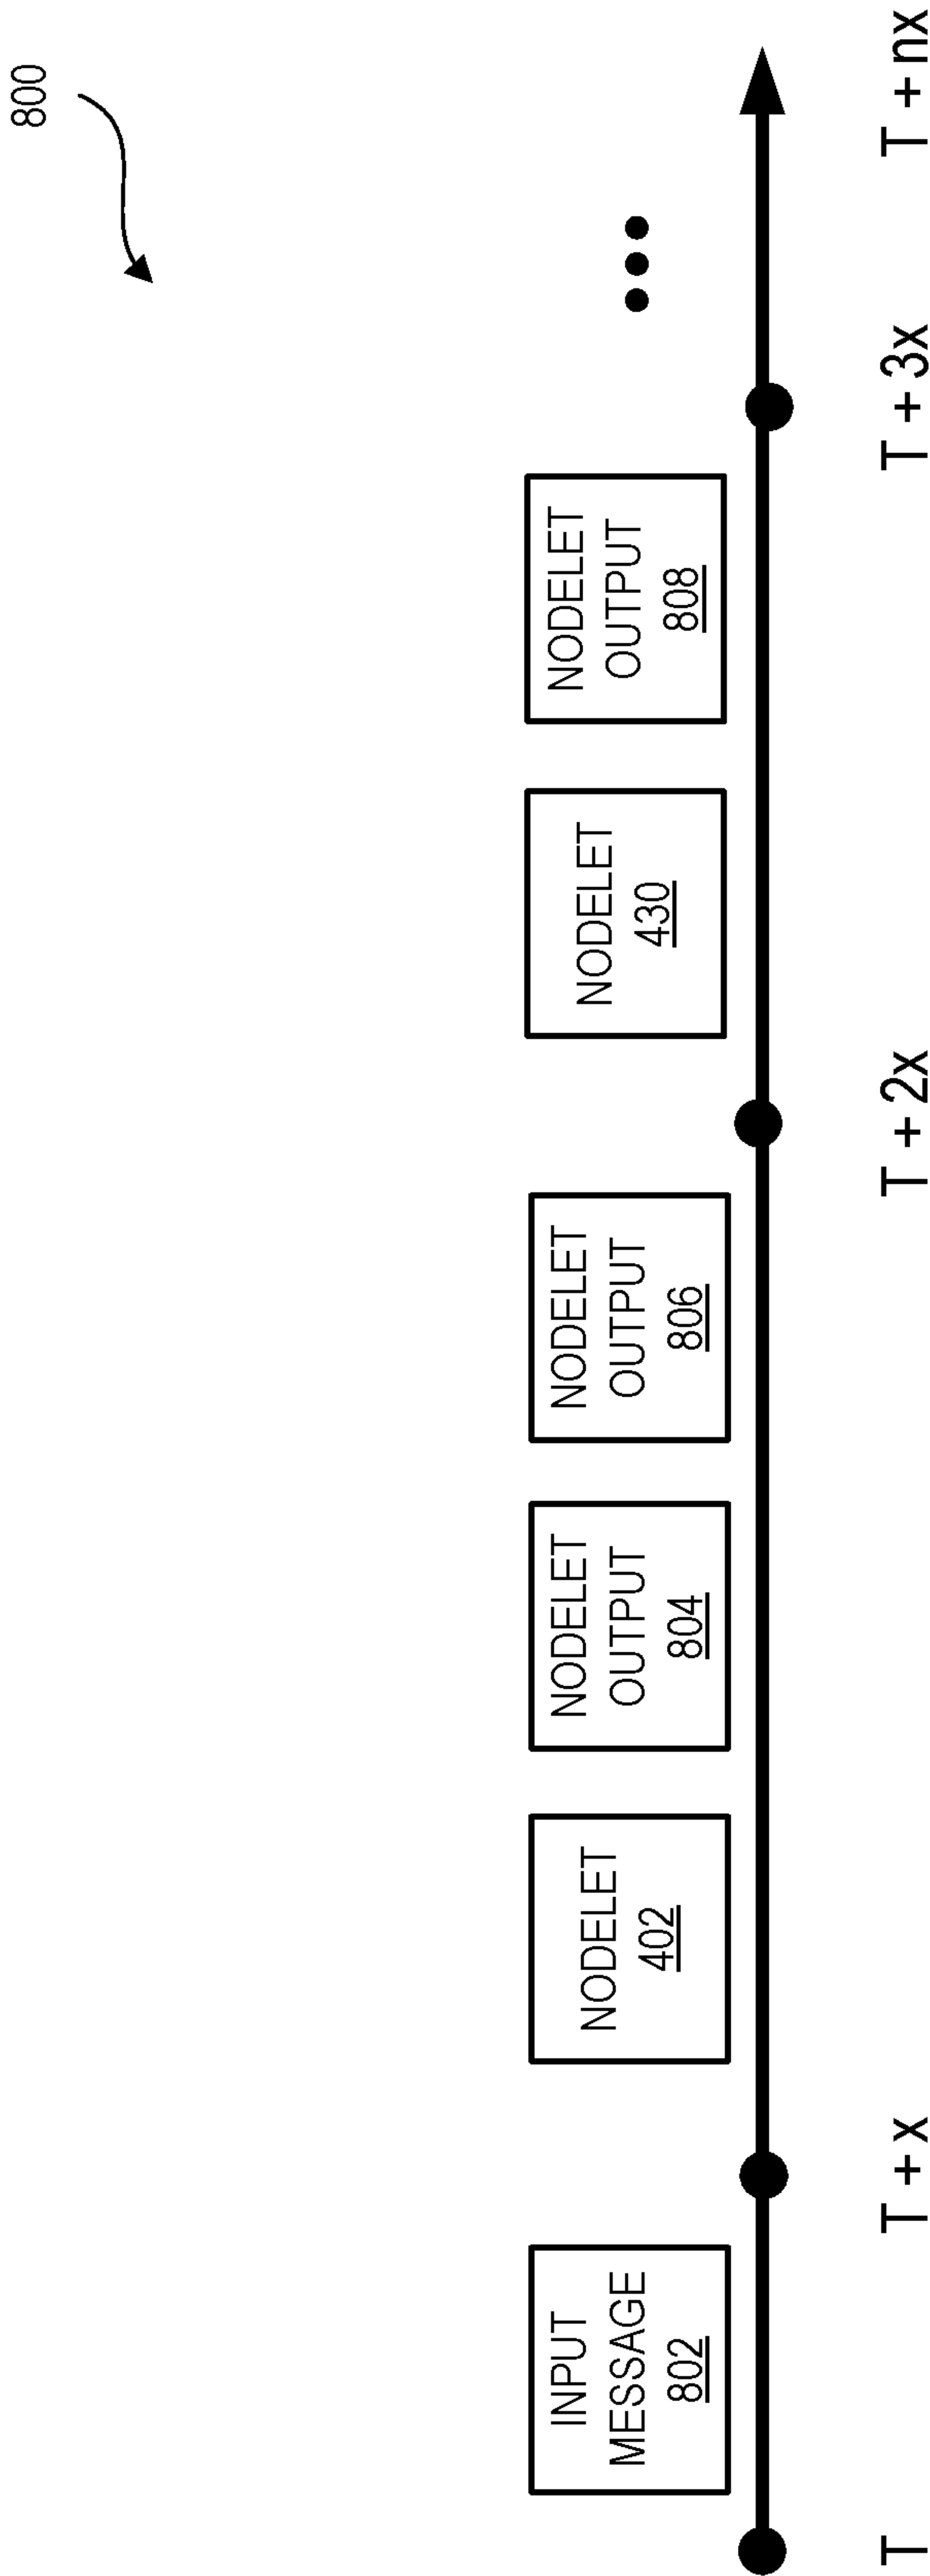 800
INPUT
MESSAGE
802
NODELET
402
NODELET
OUTPUT
804
NODELET
OUTPUT
806
NODELET
430
NODELET
OUTPUT
808
T
T + x
T + 2x
T + 3x
T + nx